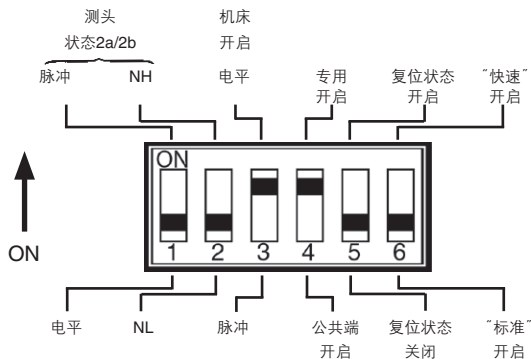 测头 机床
状态2a/2b 开启
脉冲 NH 电平 专用 复位状态 "快速"
开启 开启 开启
ON
1 2 3 4 5 6
ON
电平 NL 脉冲 公共端 复位状态 "标准"
开启 关闭 开启